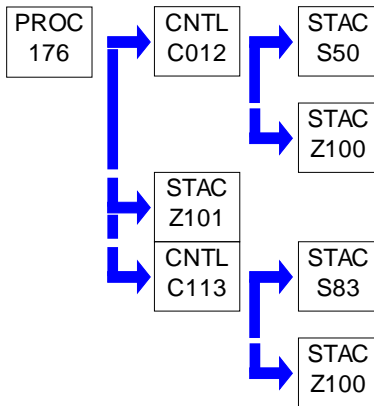 PROC
176
CNTL
C012
STAC
S50
STAC
Z100
STAC
Z101
CNTL
C113
STAC
S83
STAC
Z100